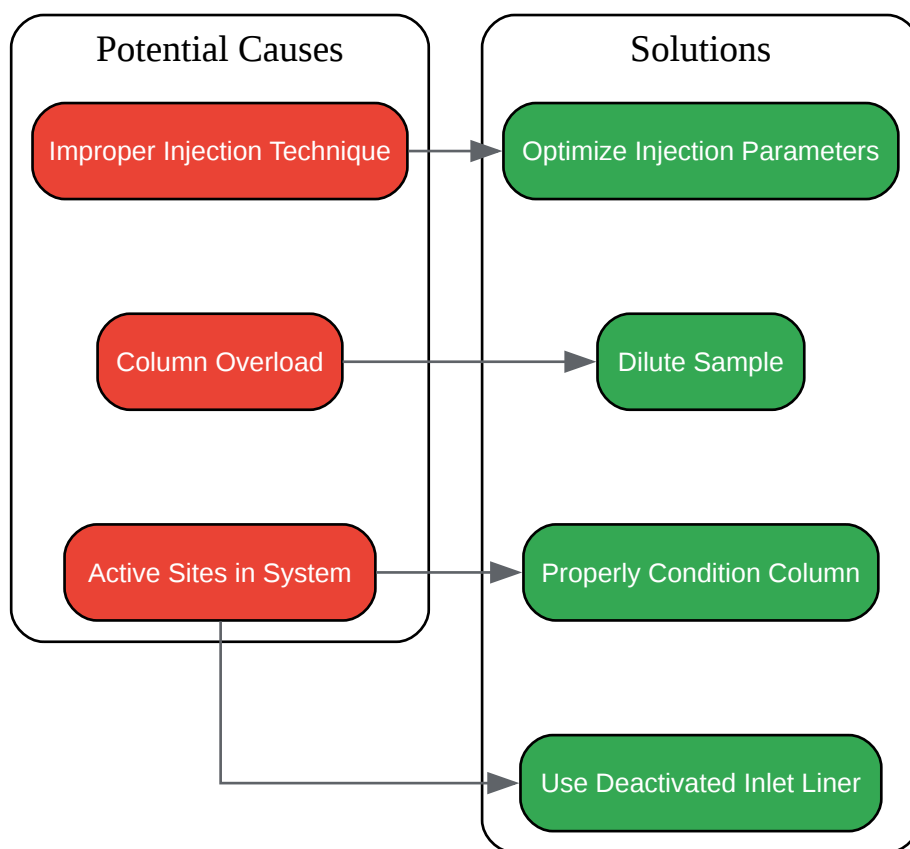 Potential Causes
Solutions
Improper Injection Technique
Optimize Injection Parameters
Column Overload
Dilute Sample
Active Sites in System
Properly Condition Column
Use Deactivated Inlet Liner